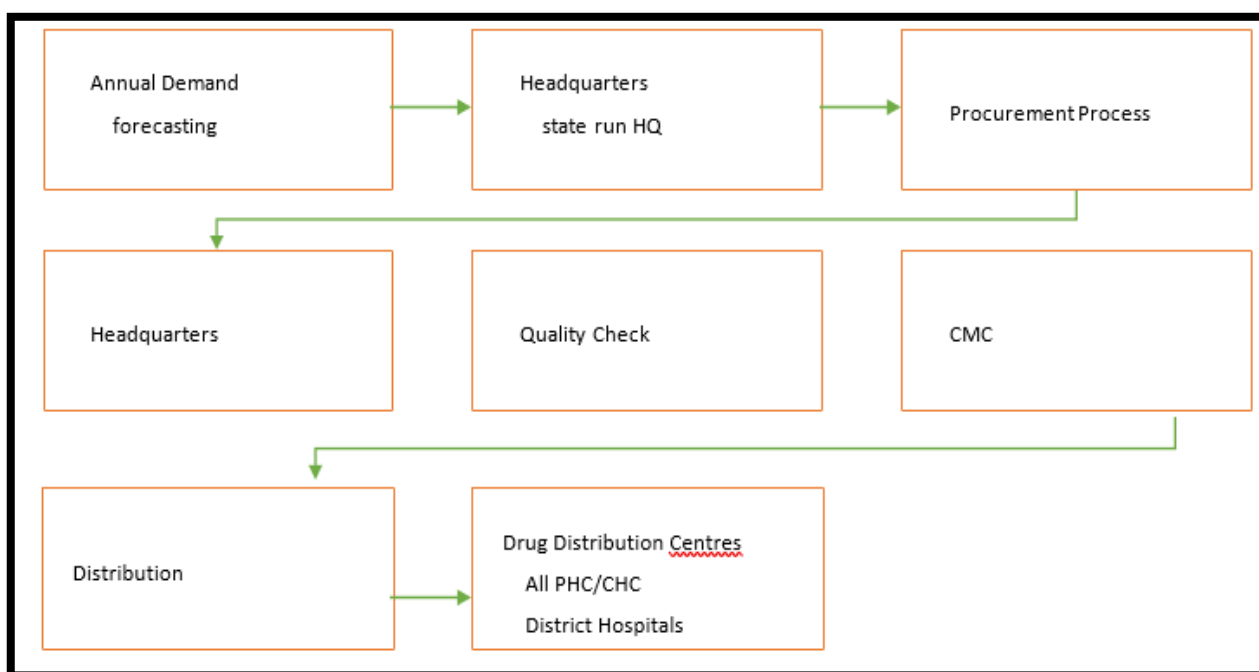 Annual Demand
forecasting
Headquarters
state run HQ
Procurement Process
Headquarters
Quality Check
CMC
Distribution
Drug Distribution Centres
All PHC/CHC
District Hospitals